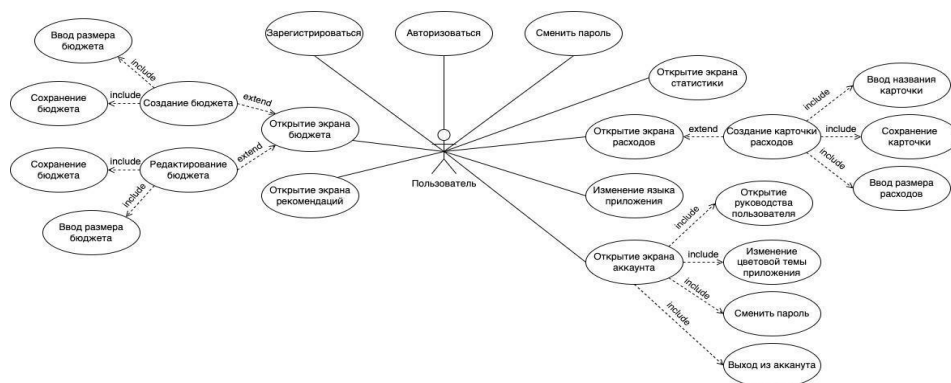 Зарегистрироваться
Авторизоваться
Сменить пароль
Ввод размера
бюджета
include
Сохранение
бюджета
include
Создание бюджета
extend
Открытие экрана
бюджета
Сохранение
бюджета
include
Редактирование
бюджета
extend
include
Ввод размера
бюджета
Открытие экрана
рекомендаций
Пользователь
Открытие экрана
статистики
Открытие экрана
расходов
extend
Создание карточки
расходов
include
Ввод названия
карточки
include
Сохранение
карточки
include
Ввод размера
расходов
Изменение языка
приложения
Открытие экрана
аккаунта
include
Открытие
руководства
пользователя
include
Изменение
цветовой темы
приложения
include
Сменить пароль
include
Выход из акканута